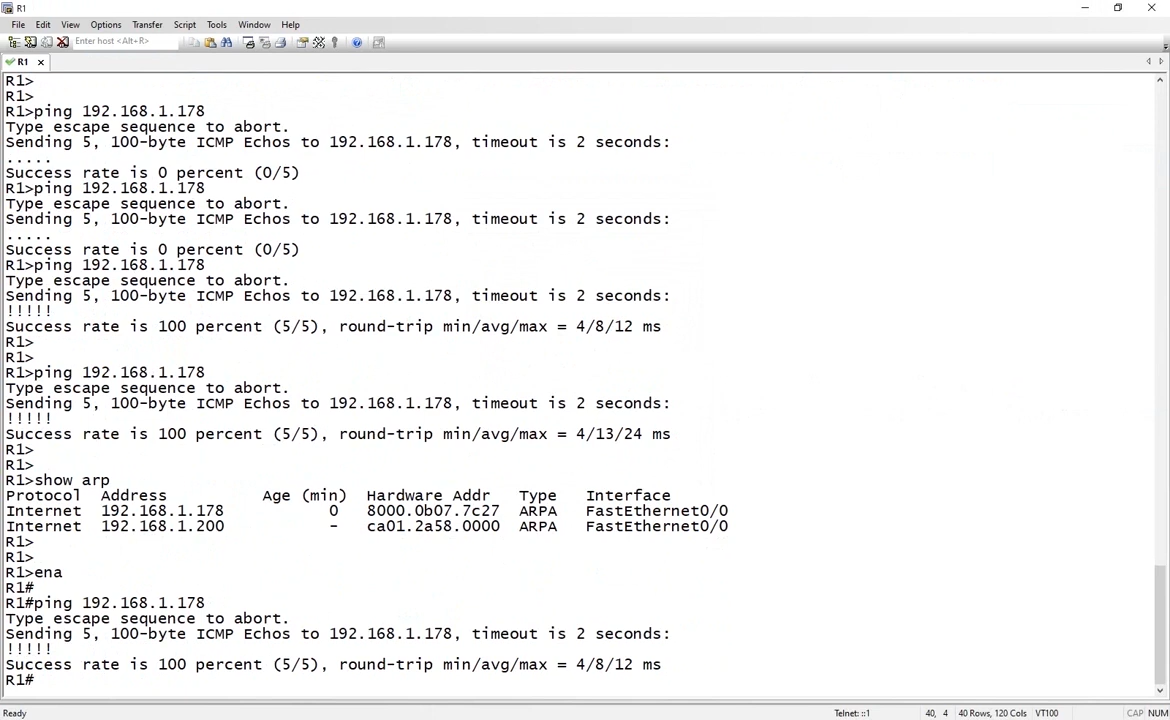 R1
File Edit View Options Transfer Script Tools Window Help
Enter host <Alt+R>
R1
R1>
R1>
R1>ping 192.168.1.178
Type escape sequence to abort.
Sending 5, 100-byte ICMP Echos to 192.168.1.178, timeout is 2 seconds:
.....
Success rate is 0 percent (0/5)
R1>ping 192.168.1.178
Type escape sequence to abort.
Sending 5, 100-byte ICMP Echos to 192.168.1.178, timeout is 2 seconds:
.....
Success rate is 0 percent (0/5)
R1>ping 192.168.1.178
Type escape sequence to abort.
Sending 5, 100-byte ICMP Echos to 192.168.1.178, timeout is 2 seconds:
!!!!!
Success rate is 100 percent (5/5), round-trip min/avg/max = 4/8/12 ms
R1>
R1>
R1>ping 192.168.1.178
Type escape sequence to abort.
Sending 5, 100-byte ICMP Echos to 192.168.1.178, timeout is 2 seconds:
!!!!!
Success rate is 100 percent (5/5), round-trip min/avg/max = 4/13/24 ms
R1>
R1>
R1>show arp
Protocol  Address          Age (min)  Hardware Addr   Type   Interface
Internet  192.168.1.178           0   8000.0b07.7c27  ARPA   FastEthernet0/0
Internet  192.168.1.200           -   ca01.2a58.0000  ARPA   FastEthernet0/0
R1>
R1>
R1>ena
R1#
R1#ping 192.168.1.178
Type escape sequence to abort.
Sending 5, 100-byte ICMP Echos to 192.168.1.178, timeout is 2 seconds:
!!!!!
Success rate is 100 percent (5/5), round-trip min/avg/max = 4/8/12 ms
R1#
Ready Telnet: ::1 40, 4 40 Rows, 120 Cols VT100 CAP NUM